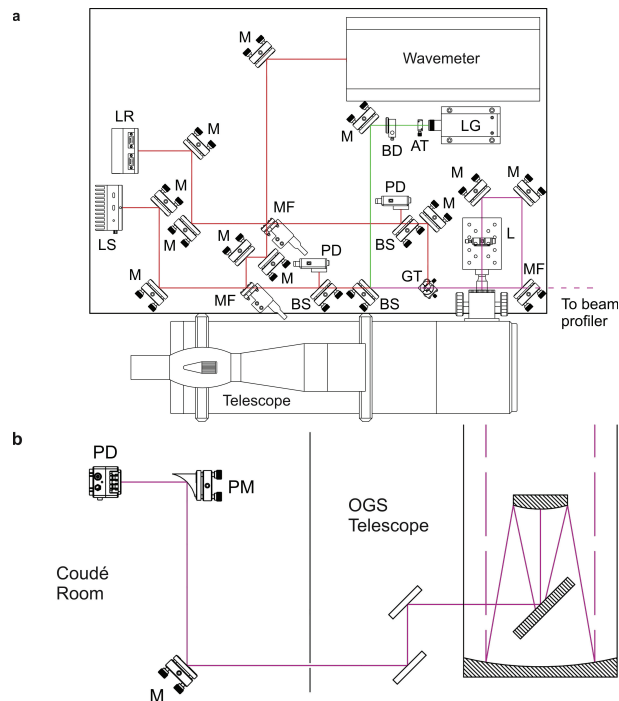 a
M
Wavemeter
LR
M
M
BD
AT
LG
M
PD
M
M
M
LS
M
MF
BS
L
M
M
PD
GT
MF
M
MF
BS
BS
To beam
profiler
Telescope
b
PD
PM
OGS
Telescope
Coudé
Room
M